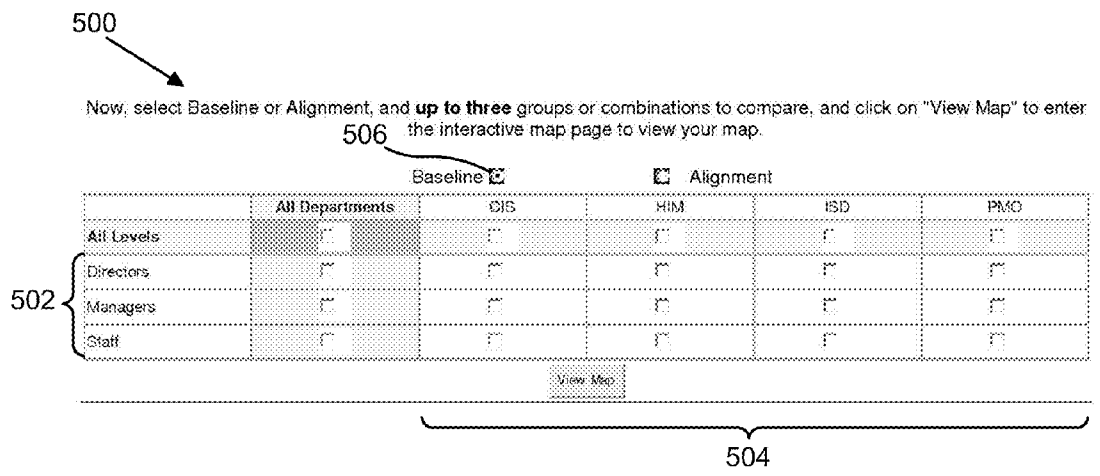 500
Now, select Baseline or Alignment, and up to three groups or combinations to compare, and click on "View Map" to enter
the interactive map page to view your map.
506
Baseline Alignment
All Departments CIS HIM ISD PMO
All Levels
Directors
502 Managers
Staff
View Map
504